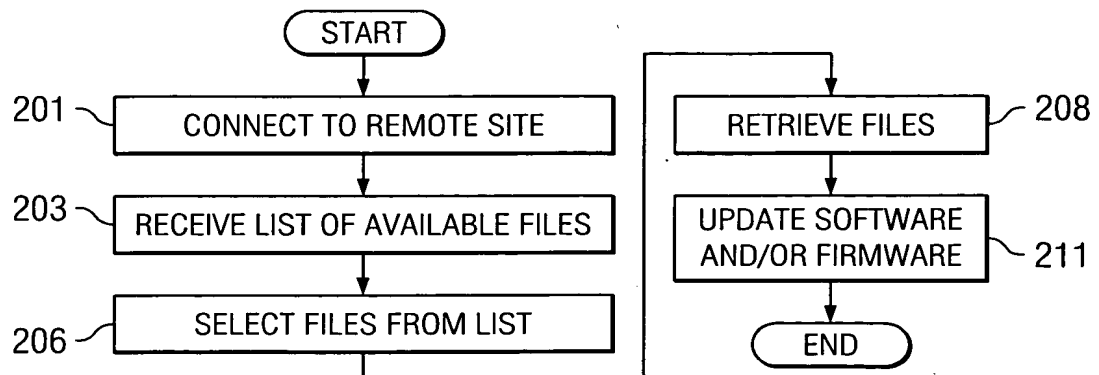 START
201
CONNECT TO REMOTE SITE
203
RECEIVE LIST OF AVAILABLE FILES
206
SELECT FILES FROM LIST
RETRIEVE FILES
208
UPDATE SOFTWARE
AND/OR FIRMWARE
211
END